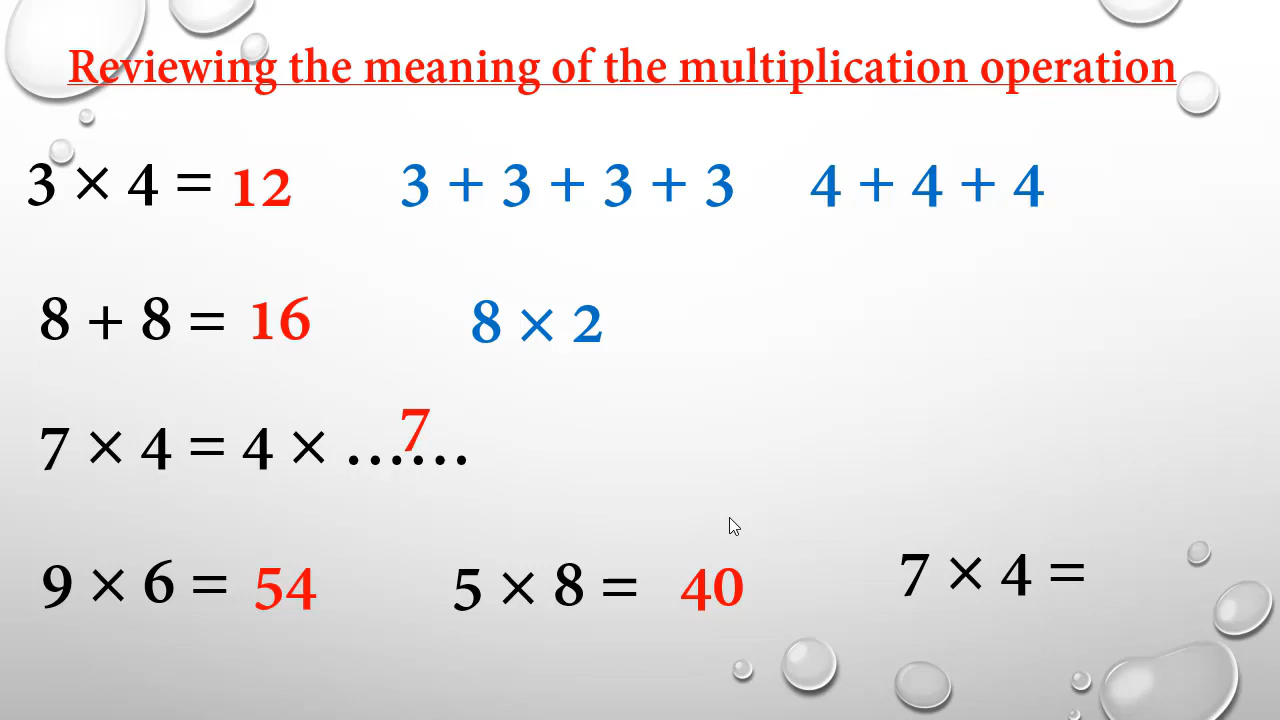 Reviewing the meaning of the multiplication operation
3 × 4 = 12 3 + 3 + 3 + 3 4 + 4 + 4
8 + 8 = 16 8 × 2
7 × 4 = 4 × ...7...
9 × 6 = 54 5 × 8 = 40 7 × 4 =